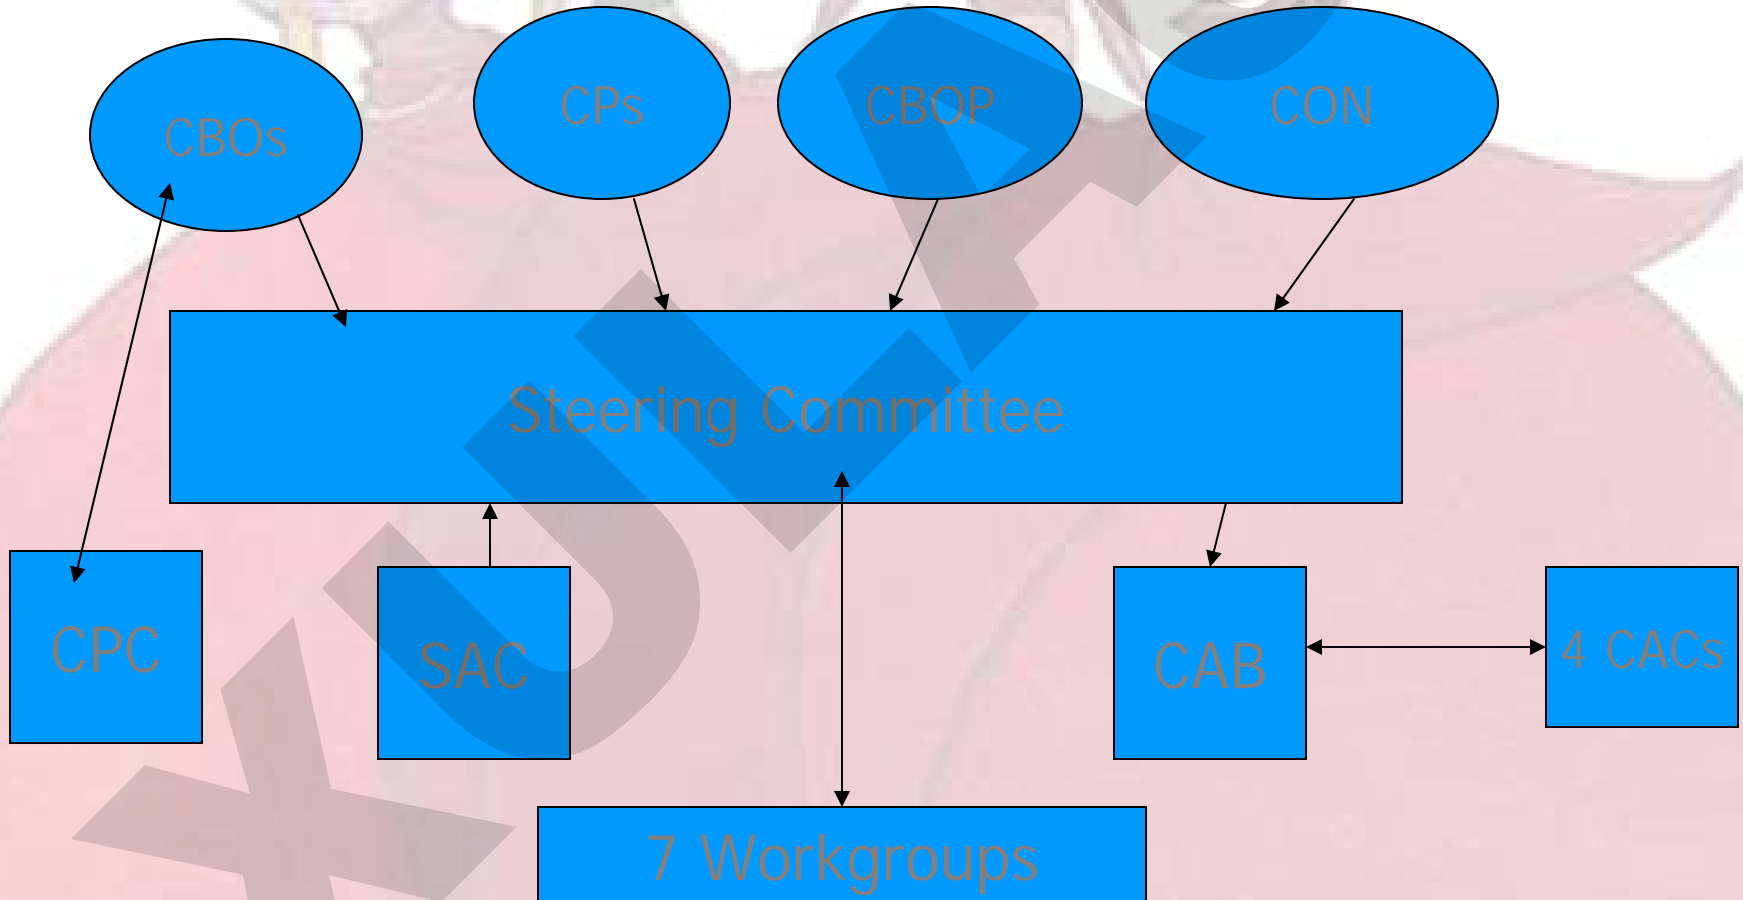 CBOs
CPs
CBOP
CON
Steering Committee
CPC
SAC
CAB
4 CACs
7 Workgroups